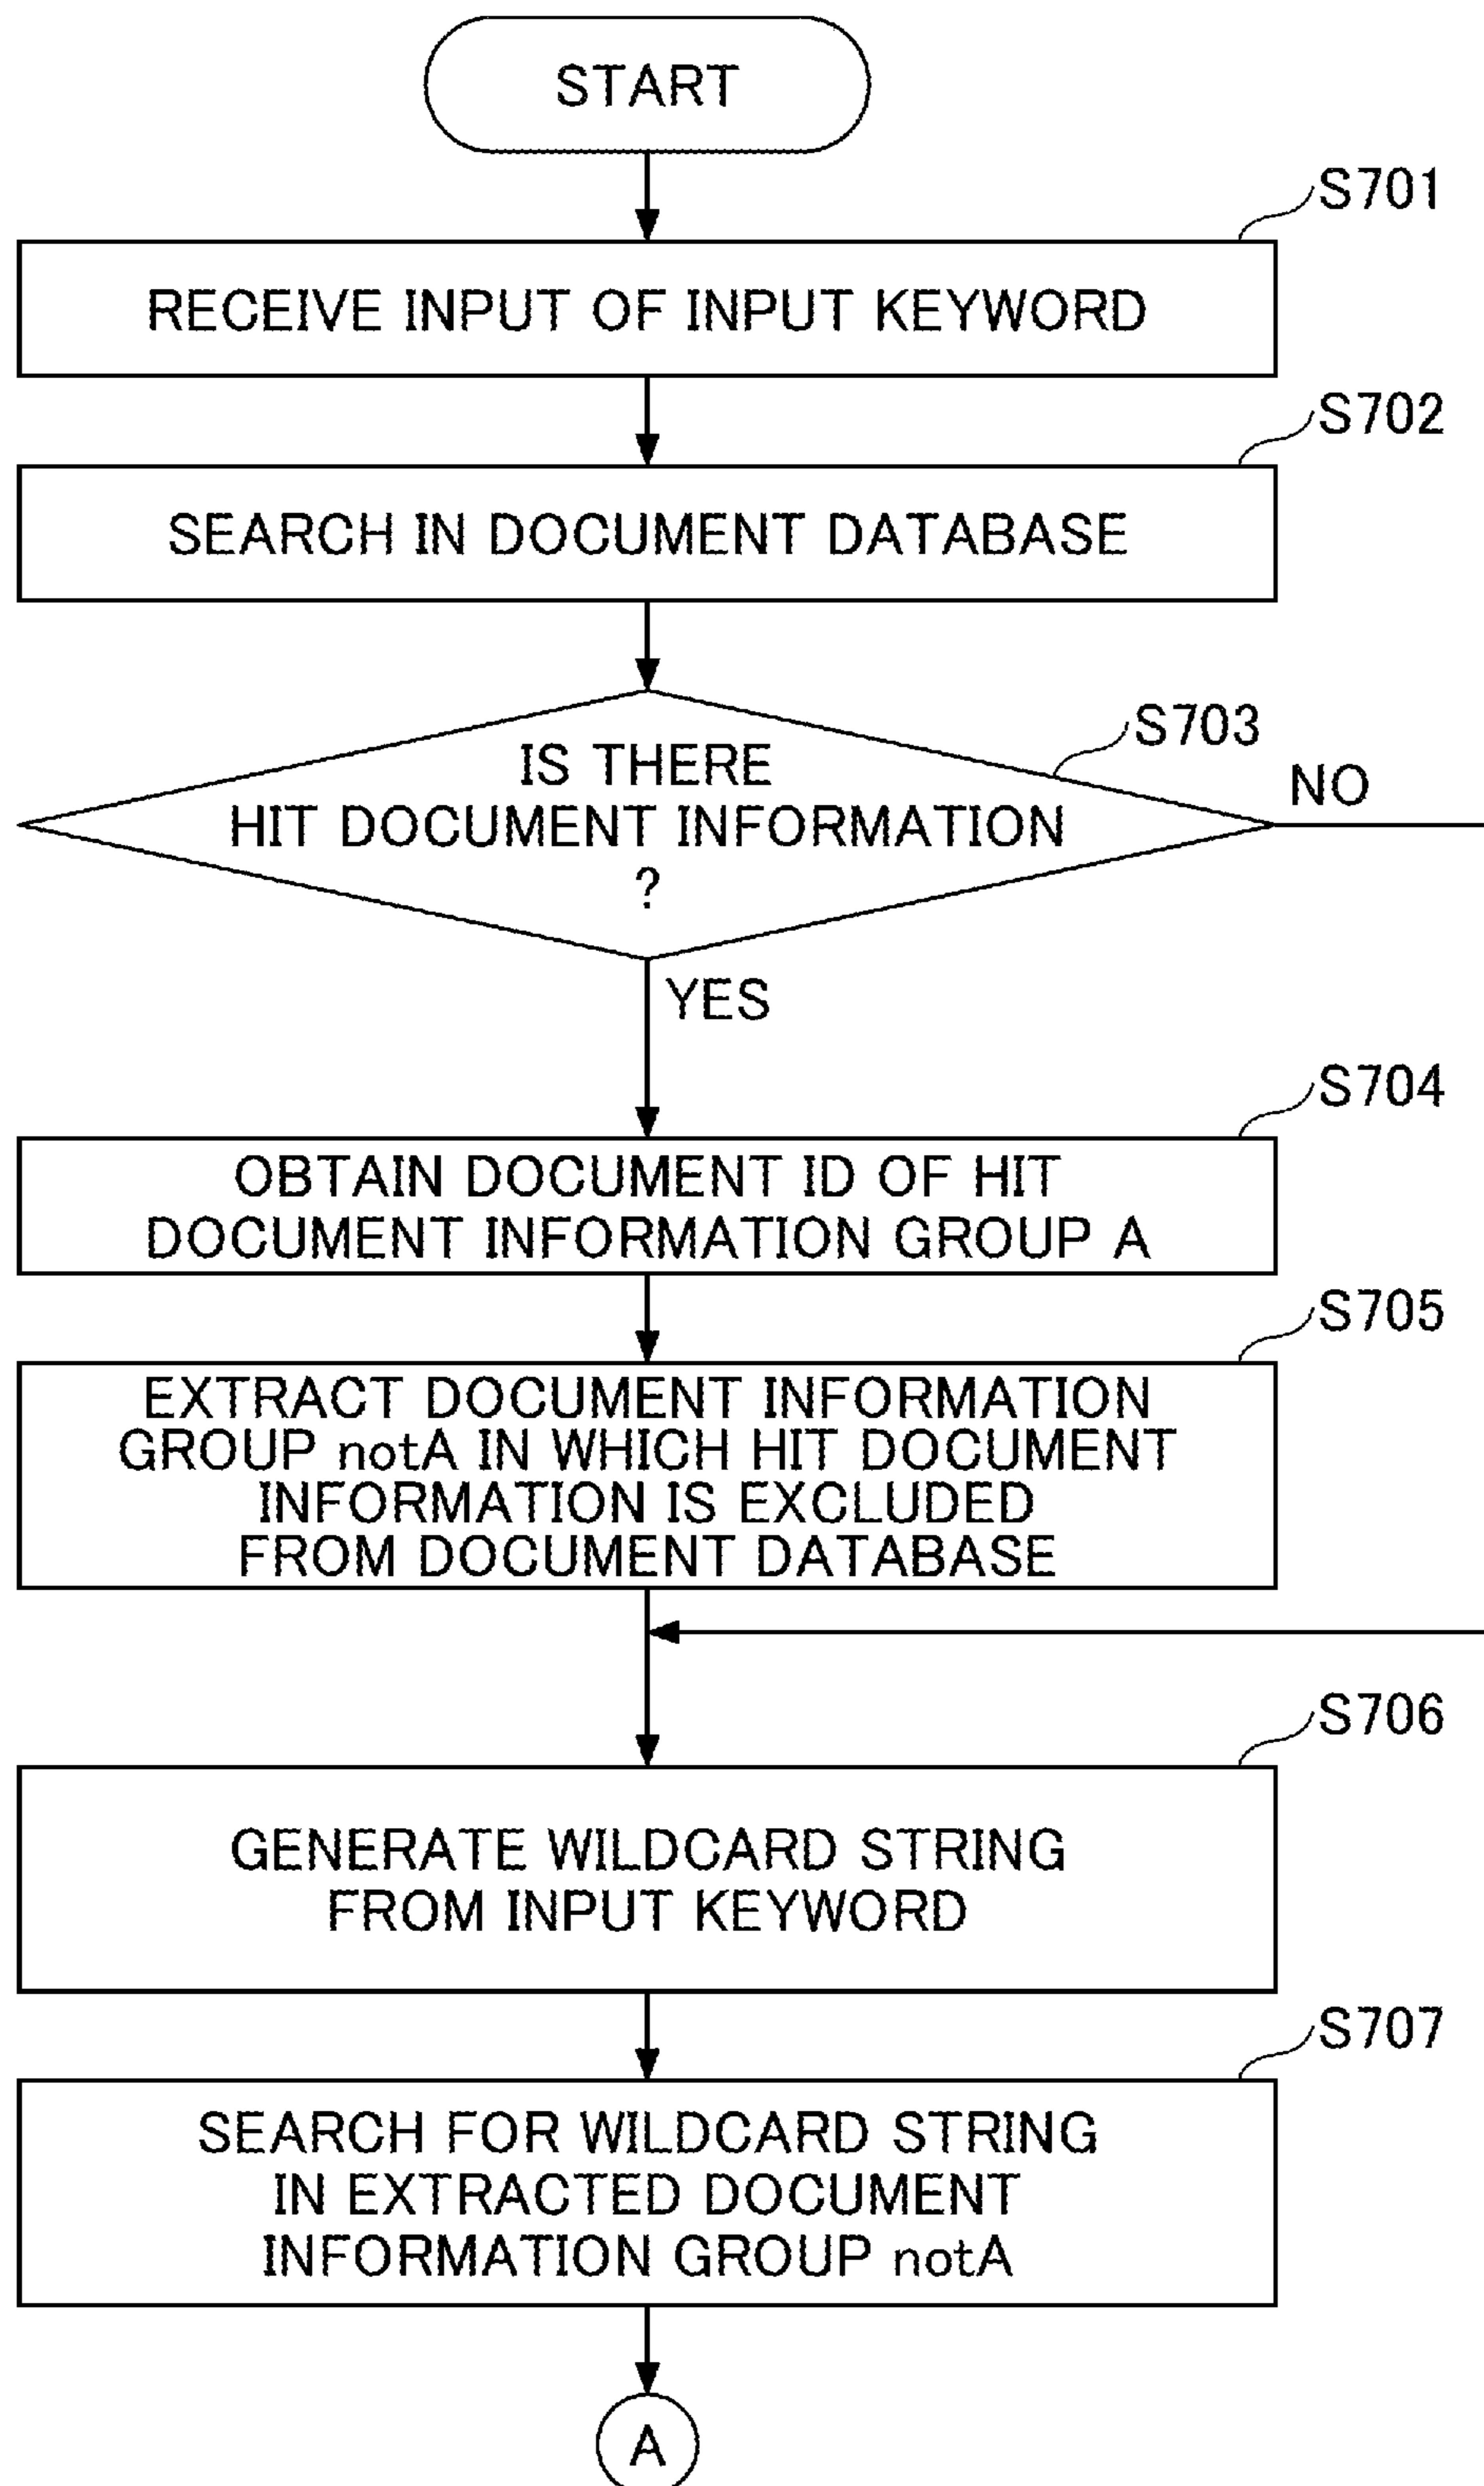 START
S701
RECEIVE INPUT OF INPUT KEYWORD
S702
SEARCH IN DOCUMENT DATABASE
S703
IS THERE
HIT DOCUMENT INFORMATION
?
NO
YES
S704
OBTAIN DOCUMENT ID OF HIT
DOCUMENT INFORMATION GROUP A
S705
EXTRACT DOCUMENT INFORMATION
GROUP notA IN WHICH HIT DOCUMENT
INFORMATION IS EXCLUDED
FROM DOCUMENT DATABASE
S706
GENERATE WILDCARD STRING
FROM INPUT KEYWORD
S707
SEARCH FOR WILDCARD STRING
IN EXTRACTED DOCUMENT
INFORMATION GROUP notA
A